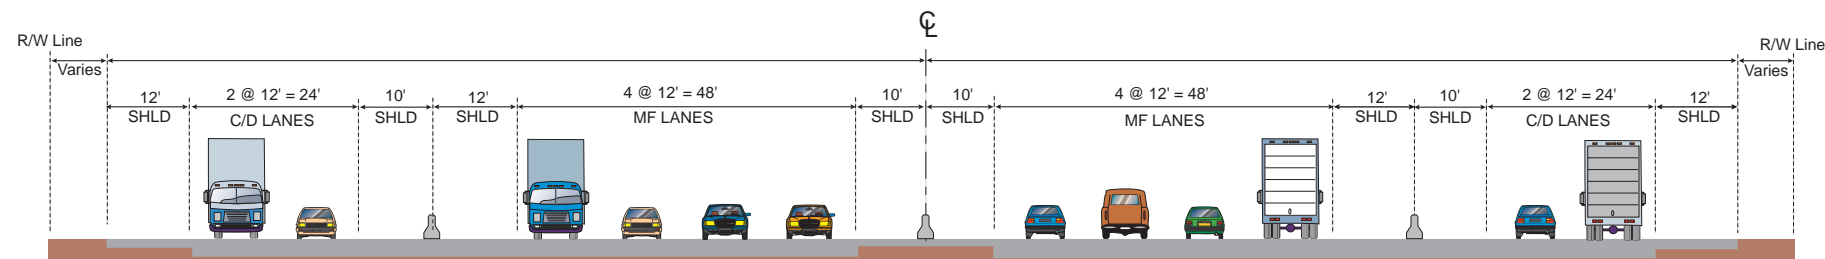 ℄
R/W Line
R/W Line
Varies
Varies
12'
SHLD
2 @ 12' = 24'
C/D LANES
10'
SHLD
12'
SHLD
4 @ 12' = 48'
MF LANES
10'
SHLD
10'
SHLD
4 @ 12' = 48'
MF LANES
12'
SHLD
10'
SHLD
2 @ 12' = 24'
C/D LANES
12'
SHLD